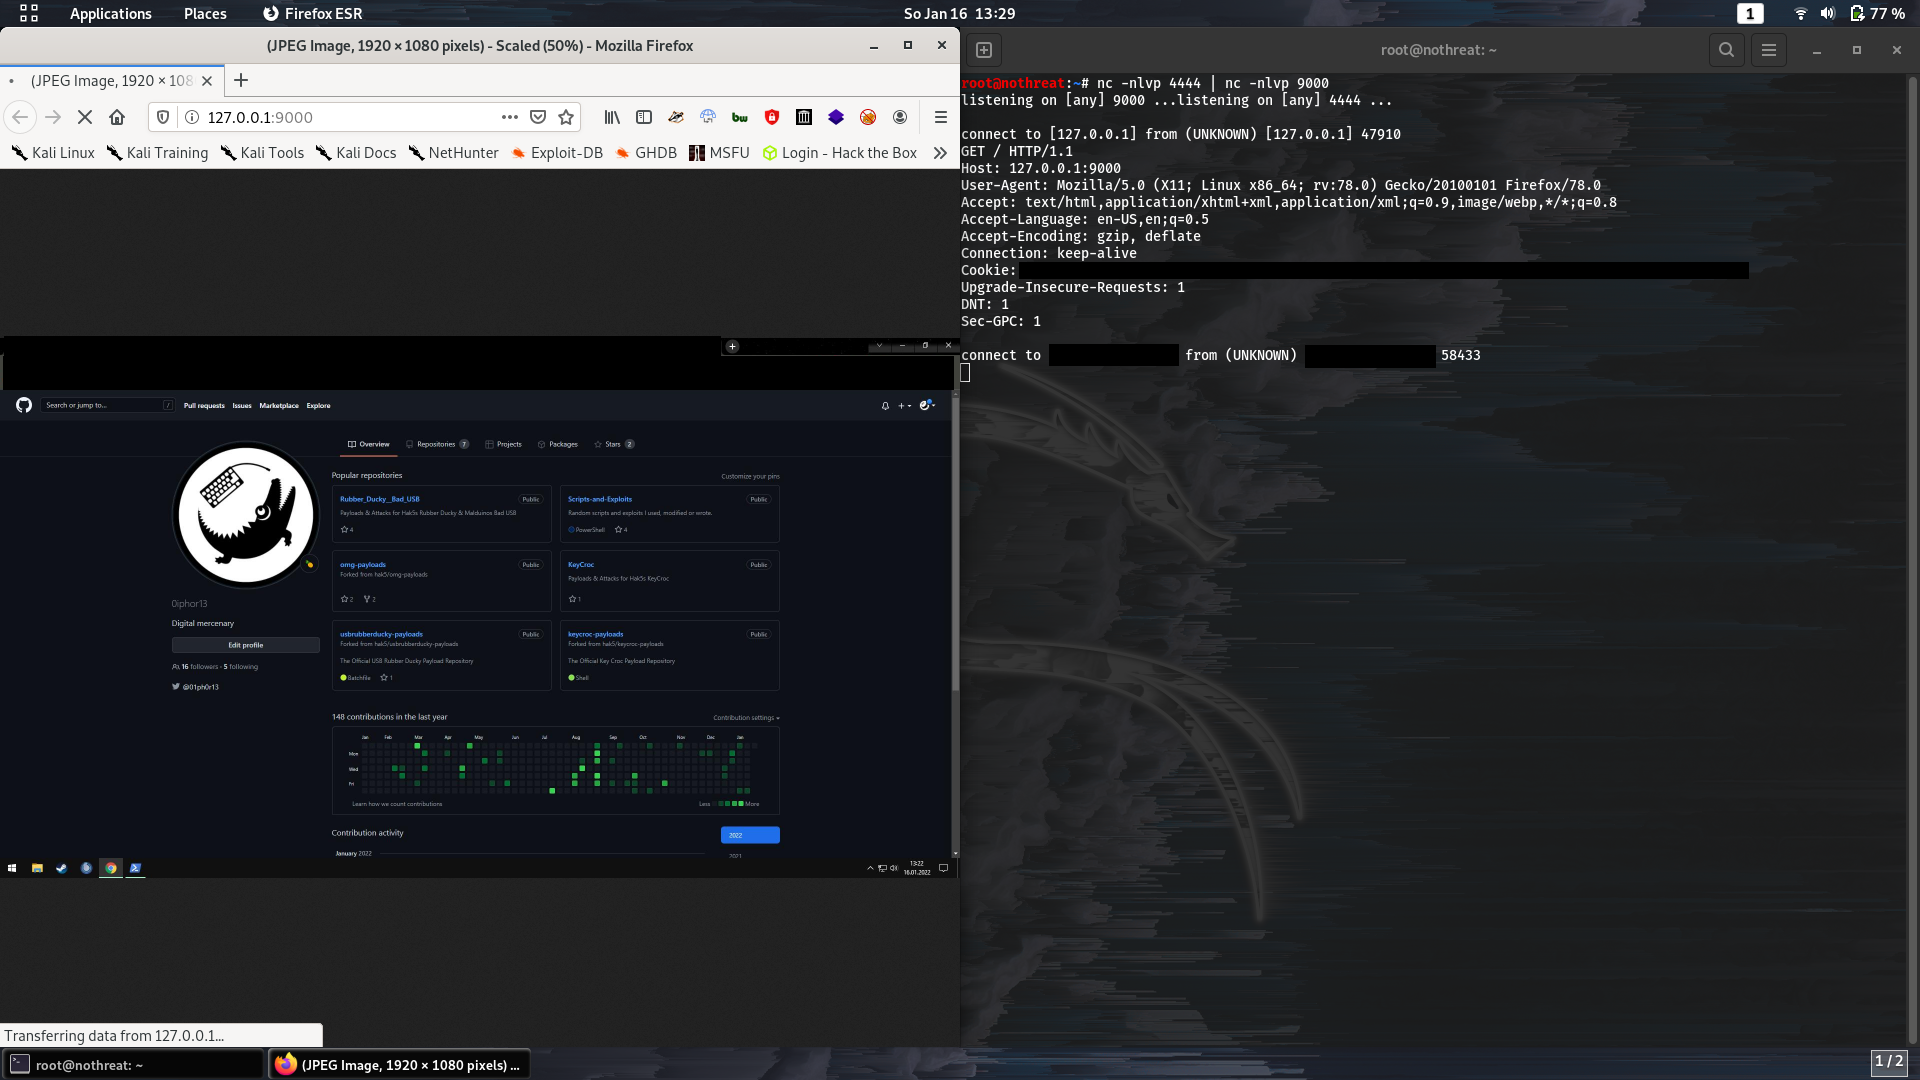 Applications Places Firefox ESR So Jan 16 13:29 1 77 %
(JPEG Image, 1920 × 1080 pixels) - Scaled (50%) - Mozilla Firefox
(JPEG Image, 1920 × 108
127.0.0.1:9000
Kali Linux Kali Training Kali Tools Kali Docs NetHunter Exploit-DB GHDB MSFU Login - Hack the Box
Search or jump to... / Pull requests Issues Marketplace Explore
Overview Repositories 7 Projects Packages Stars 2
Popular repositories Customize your pins
Rubber_Ducky__Bad_USB Public
Payloads & Attacks for Hak5s Rubber Ducky & Malduinos Bad USB
4
Scripts-and-Exploits Public
Random scripts and exploits I used, modified or wrote.
PowerShell 4
omg-payloads Public
Forked from hak5/omg-payloads
2 2
KeyCroc Public
Payloads & Attacks for Hak5s KeyCroc
1
usbrubberducky-payloads Public
Forked from hak5/usbrubberducky-payloads
The Official USB Rubber Ducky Payload Repository
Batchfile 1
keycroc-payloads Public
Forked from hak5/keycroc-payloads
The Official Key Croc Payload Repository
Shell
0iphor13
Digital mercenary
Edit profile
16 followers · 5 following
@01ph0r13
148 contributions in the last year Contribution settings
Jan Feb Mar Apr May Jun Jul Aug Sep Oct Nov Dec Jan
Mon
Wed
Fri
Learn how we count contributions Less More
Contribution activity 2022
January 2022 2021
13:22
16.01.2022
Transferring data from 127.0.0.1...
root@nothreat: ~
root@nothreat:~# nc -nlvp 4444 | nc -nlvp 9000
listening on [any] 9000 ...listening on [any] 4444 ...
connect to [127.0.0.1] from (UNKNOWN) [127.0.0.1] 47910
GET / HTTP/1.1
Host: 127.0.0.1:9000
User-Agent: Mozilla/5.0 (X11; Linux x86_64; rv:78.0) Gecko/20100101 Firefox/78.0
Accept: text/html,application/xhtml+xml,application/xml;q=0.9,image/webp,*/*;q=0.8
Accept-Language: en-US,en;q=0.5
Accept-Encoding: gzip, deflate
Connection: keep-alive
Cookie:
Upgrade-Insecure-Requests: 1
DNT: 1
Sec-GPC: 1
connect to from (UNKNOWN) 58433
root@nothreat: ~ (JPEG Image, 1920 × 1080 pixels) ... 1 / 2